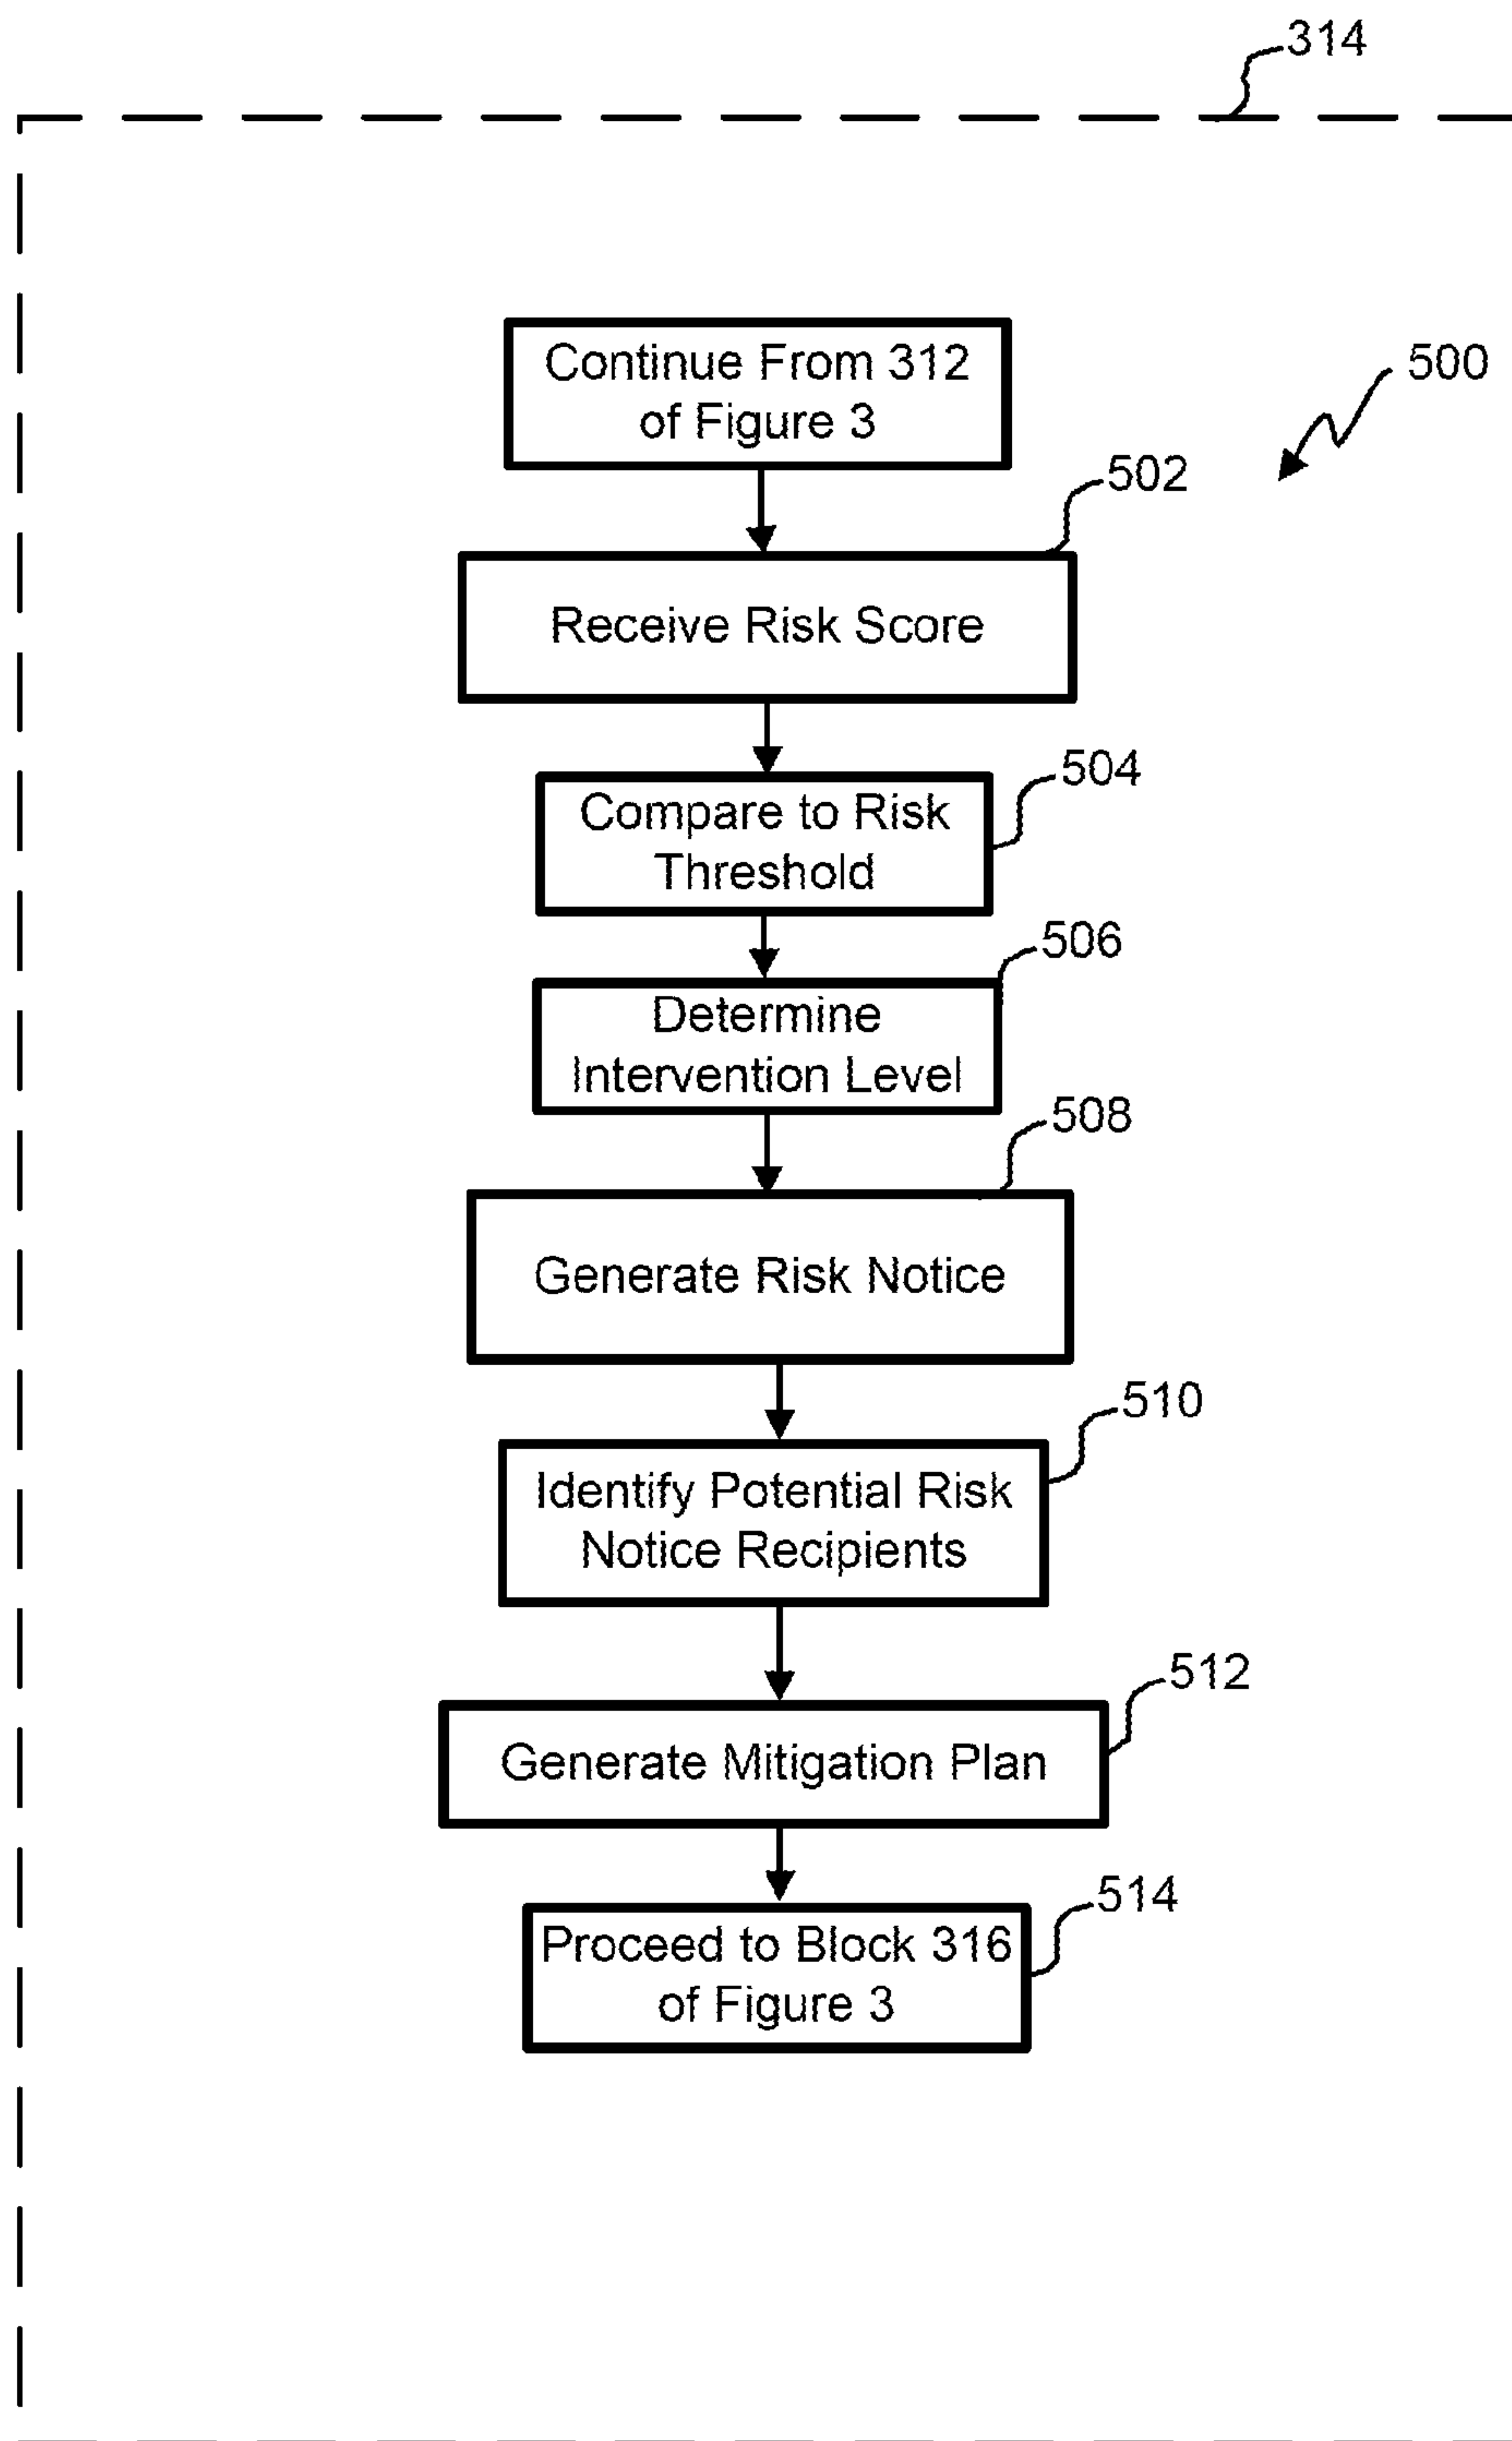 314
Continue From 312
of Figure 3
500
502
Receive Risk Score
504
Compare to Risk
Threshold
506
Determine
Intervention Level
508
Generate Risk Notice
510
Identify Potential Risk
Notice Recipients
512
Generate Mitigation Plan
514
Proceed to Block 316
of Figure 3